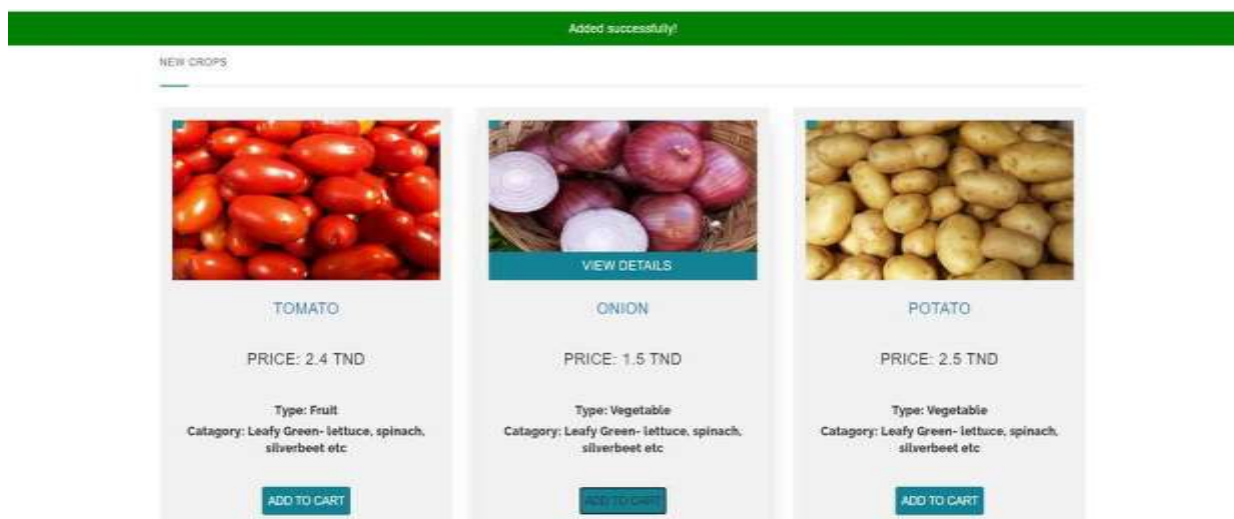 Added successfully!
NEW CROPS
TOMATO
PRICE: 2.4 TND
Type: Fruit
Catagory: Leafy Green- lettuce, spinach,
silverbeet etc
ADD TO CART
VIEW DETAILS
ONION
PRICE: 1.5 TND
Type: Vegetable
Catagory: Leafy Green- lettuce, spinach,
silverbeet etc
ADD TO CART
POTATO
PRICE: 2.5 TND
Type: Vegetable
Catagory: Leafy Green- lettuce, spinach,
silverbeet etc
ADD TO CART